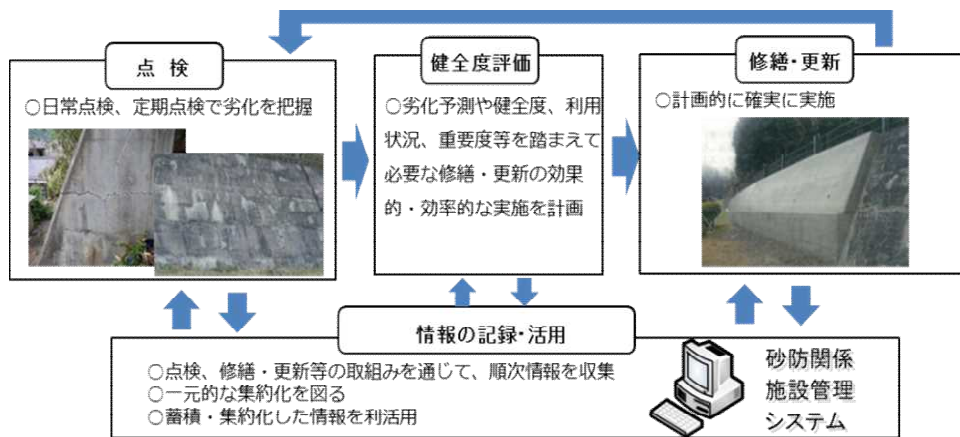 点 検
○日常点検、定期点検で劣化を把握
健全度評価
○劣化予測や健全度、利用
状況、重要度等を踏まえて
必要な修繕・更新の効果
的・効率的な実施を計画
修繕・更新
○計画的に確実に実施
情報の記録・活用
○点検、修繕・更新等の取組みを通じて、順次情報を収集
○一元的な集約化を図る
○蓄積・集約化した情報を利活用
砂防関係
施設管理
システム